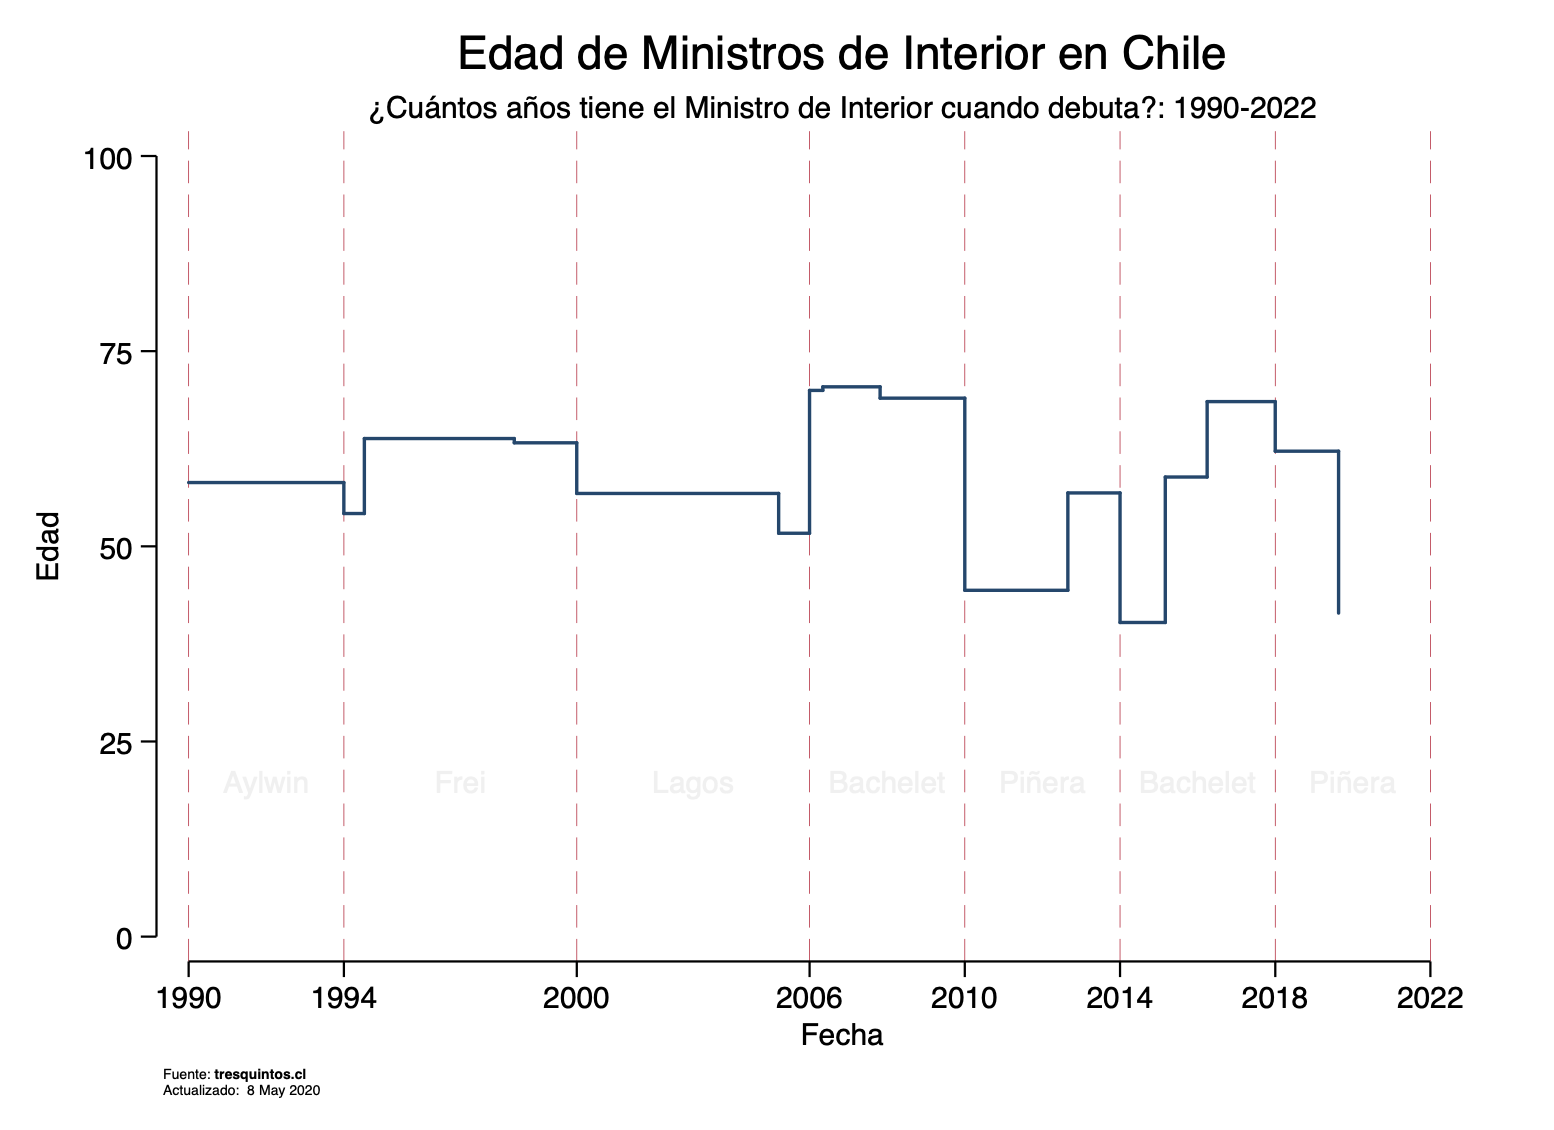 Edad de Ministros de Interior en Chile
¿Cuántos años tiene el Ministro de Interior cuando debuta?: 1990-2022
100
75
50
25
0
Edad
Aylwin Frei Lagos Bachelet Piñera Bachelet Piñera
1990 1994 2000 2006 2010 2014 2018 2022
Fecha
Fuente: tresquintos.cl
Actualizado:  8 May 2020